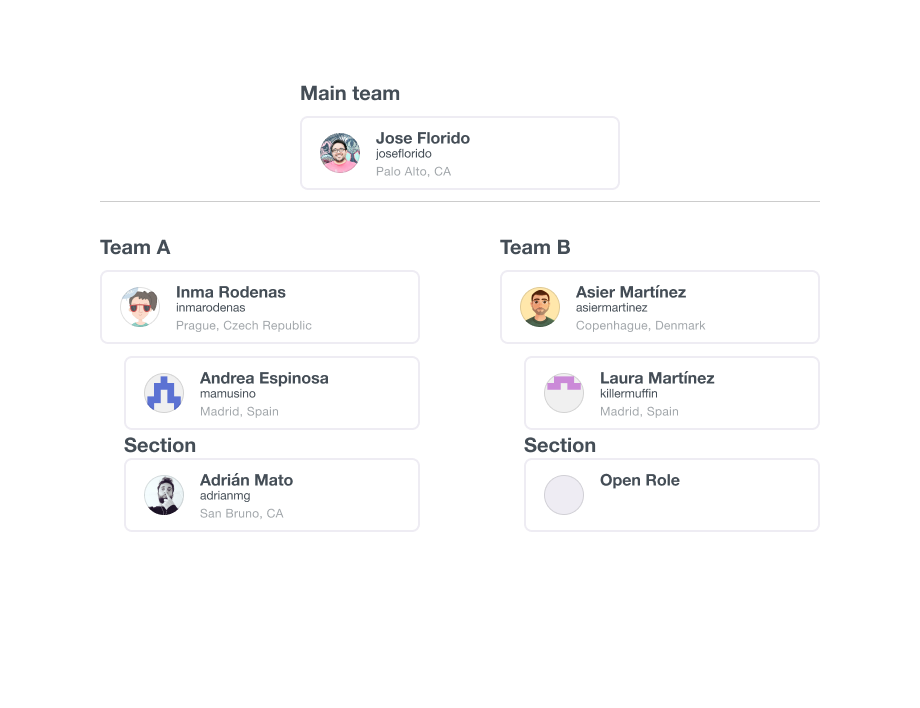 Main team
Jose Florido
joseflorido
Palo Alto, CA
Team A
Inma Rodenas
inmarodenas
Prague, Czech Republic
Andrea Espinosa
mamusino
Madrid, Spain
Section
Adrián Mato
adrianmg
San Bruno, CA
Team B
Asier Martínez
asiermartinez
Copenhague, Denmark
Laura Martínez
killermuffin
Madrid, Spain
Section
Open Role